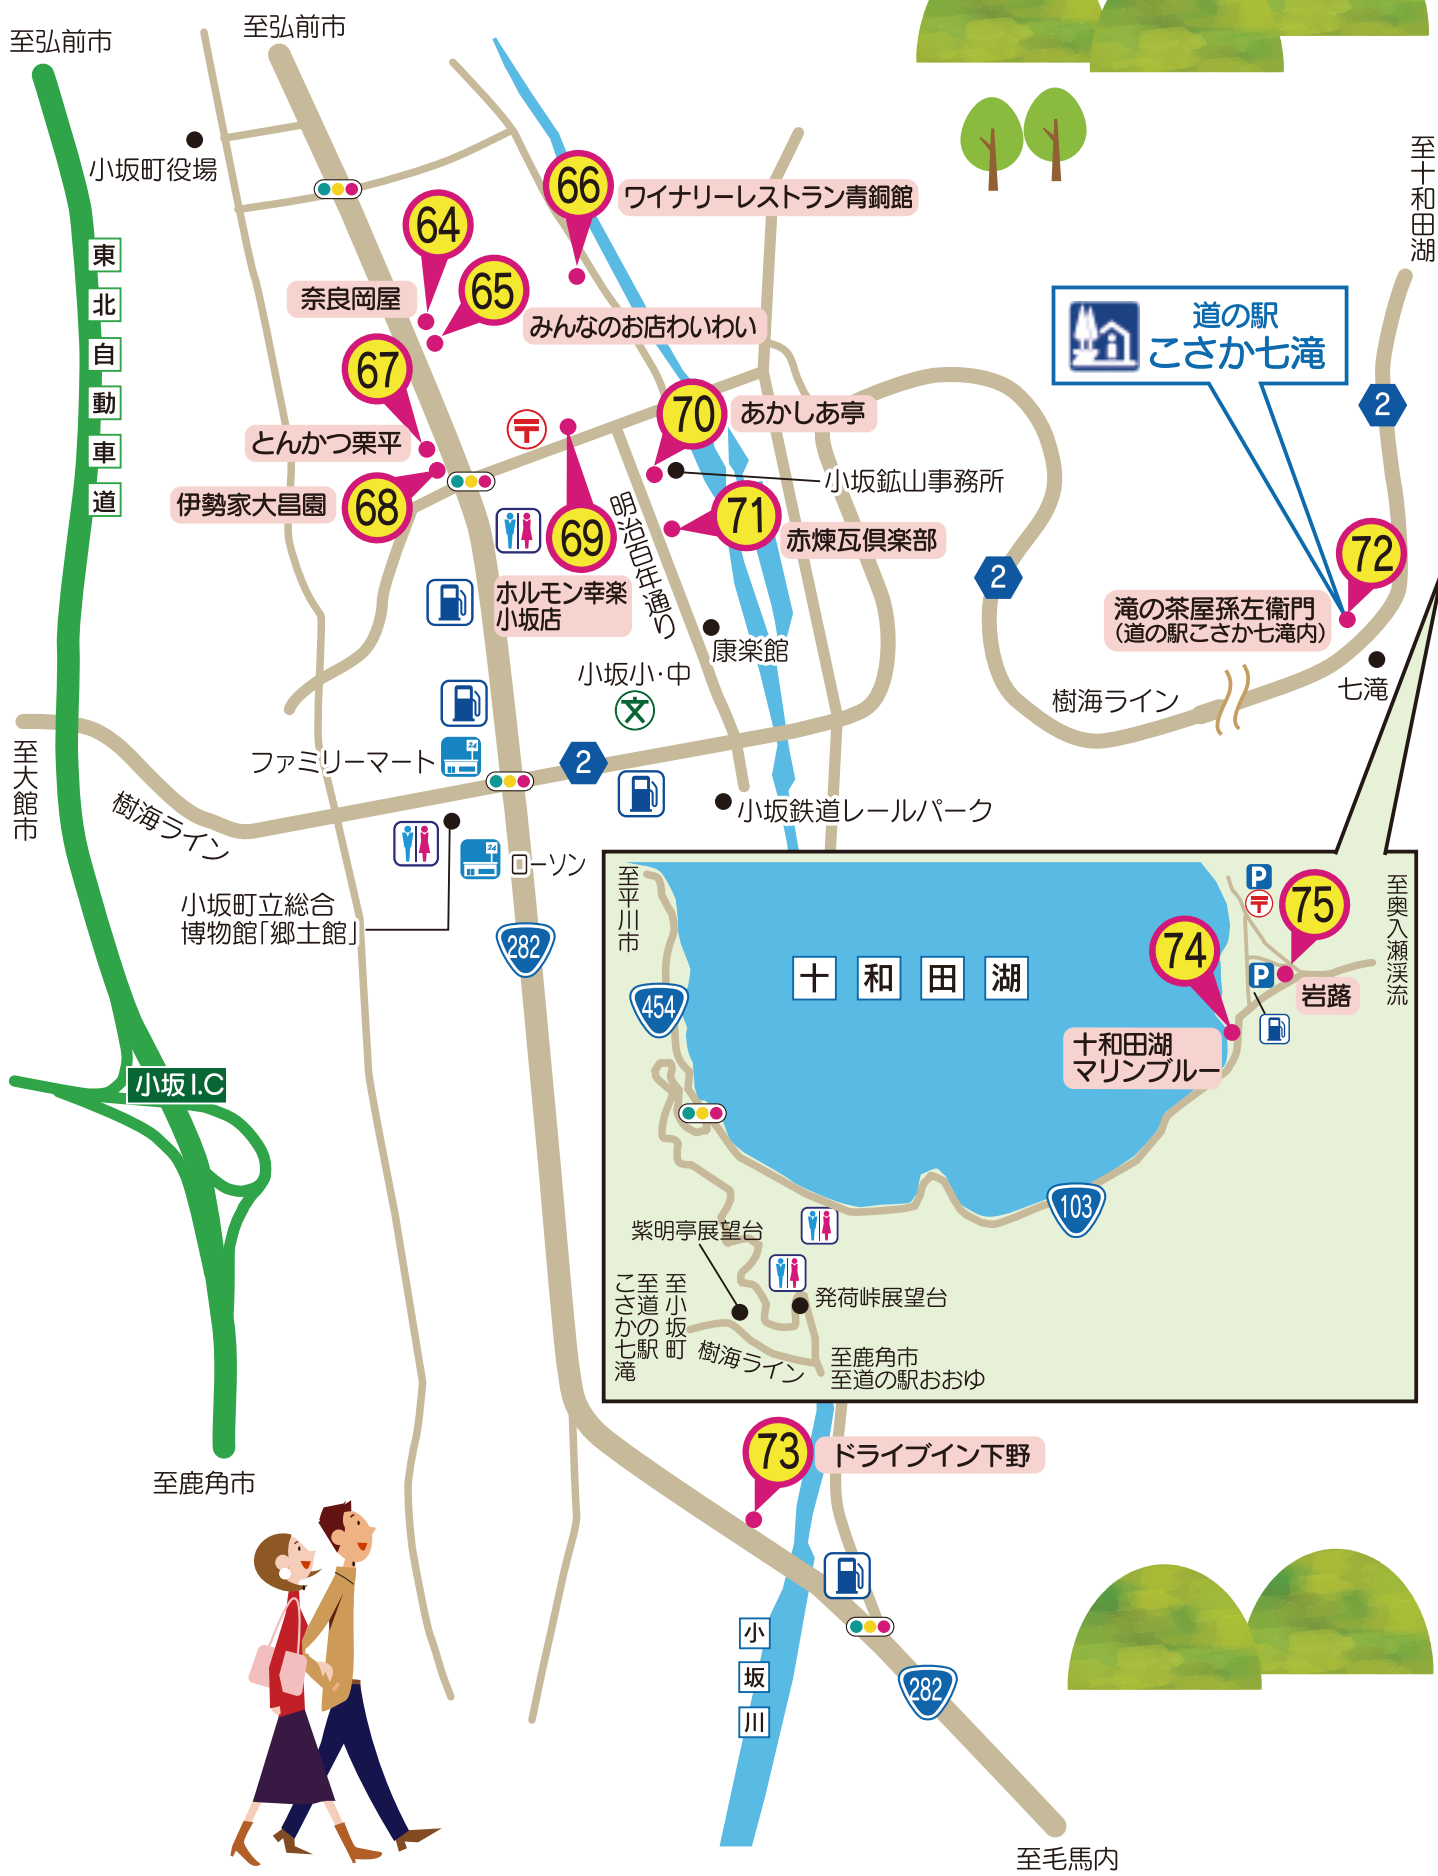 至弘前市
至弘前市
小坂町役場
東北自動車道
64
奈良岡屋
65
みんなのお店わいわい
66
ワイナリーレストラン青銅館
67
とんかつ栗平
68
伊勢家大昌園
69
ホルモン幸楽
小坂店
70
あかしあ亭
小坂鉱山事務所
71
赤煉瓦倶楽部
明治百年通り
康楽館
小坂小・中
文
道の駅
こさか七滝
至十和田湖
2
2
72
滝の茶屋孫左衛門
(道の駅こさか七滝内)
七滝
樹海ライン
至大館市
樹海ライン
ファミリーマート
24
2
小坂鉄道レールパーク
24
ローソン
小坂町立総合
博物館「郷土館」
282
小坂I.C
至鹿角市
至平川市
454
十和田湖
P
P
75
岩蕗
74
十和田湖
マリンブルー
至奥入瀬渓流
103
紫明亭展望台
発荷峠展望台
至小坂町
至道の駅
こさか七滝
樹海ライン
至鹿角市
至道の駅おおゆ
73
ドライブイン下野
小坂川
282
至毛馬内